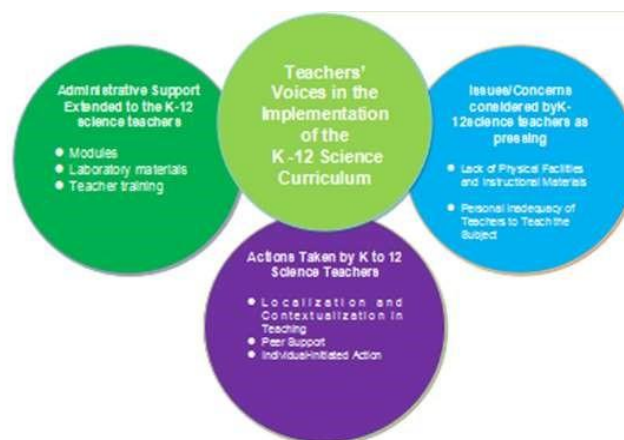 Teachers'
Voices in the
Implementation
of the
K -12 Science
Curriculum
Administrative Support
Extended to the K-12
science teachers
● Modules
● Laboratory materials
● Teacher training
Issues/Concerns
considered byK-
12science teachers as
pressing
● Lack of Physical Facilities
and Instructional Materials
● Personal Inadequacy of
Teachers to Teach the
Subject
Actions Taken by K to 12
Science Teachers
● Localization and
Contextualization in
Teaching
● Peer Support
● Individual-Initiated Action